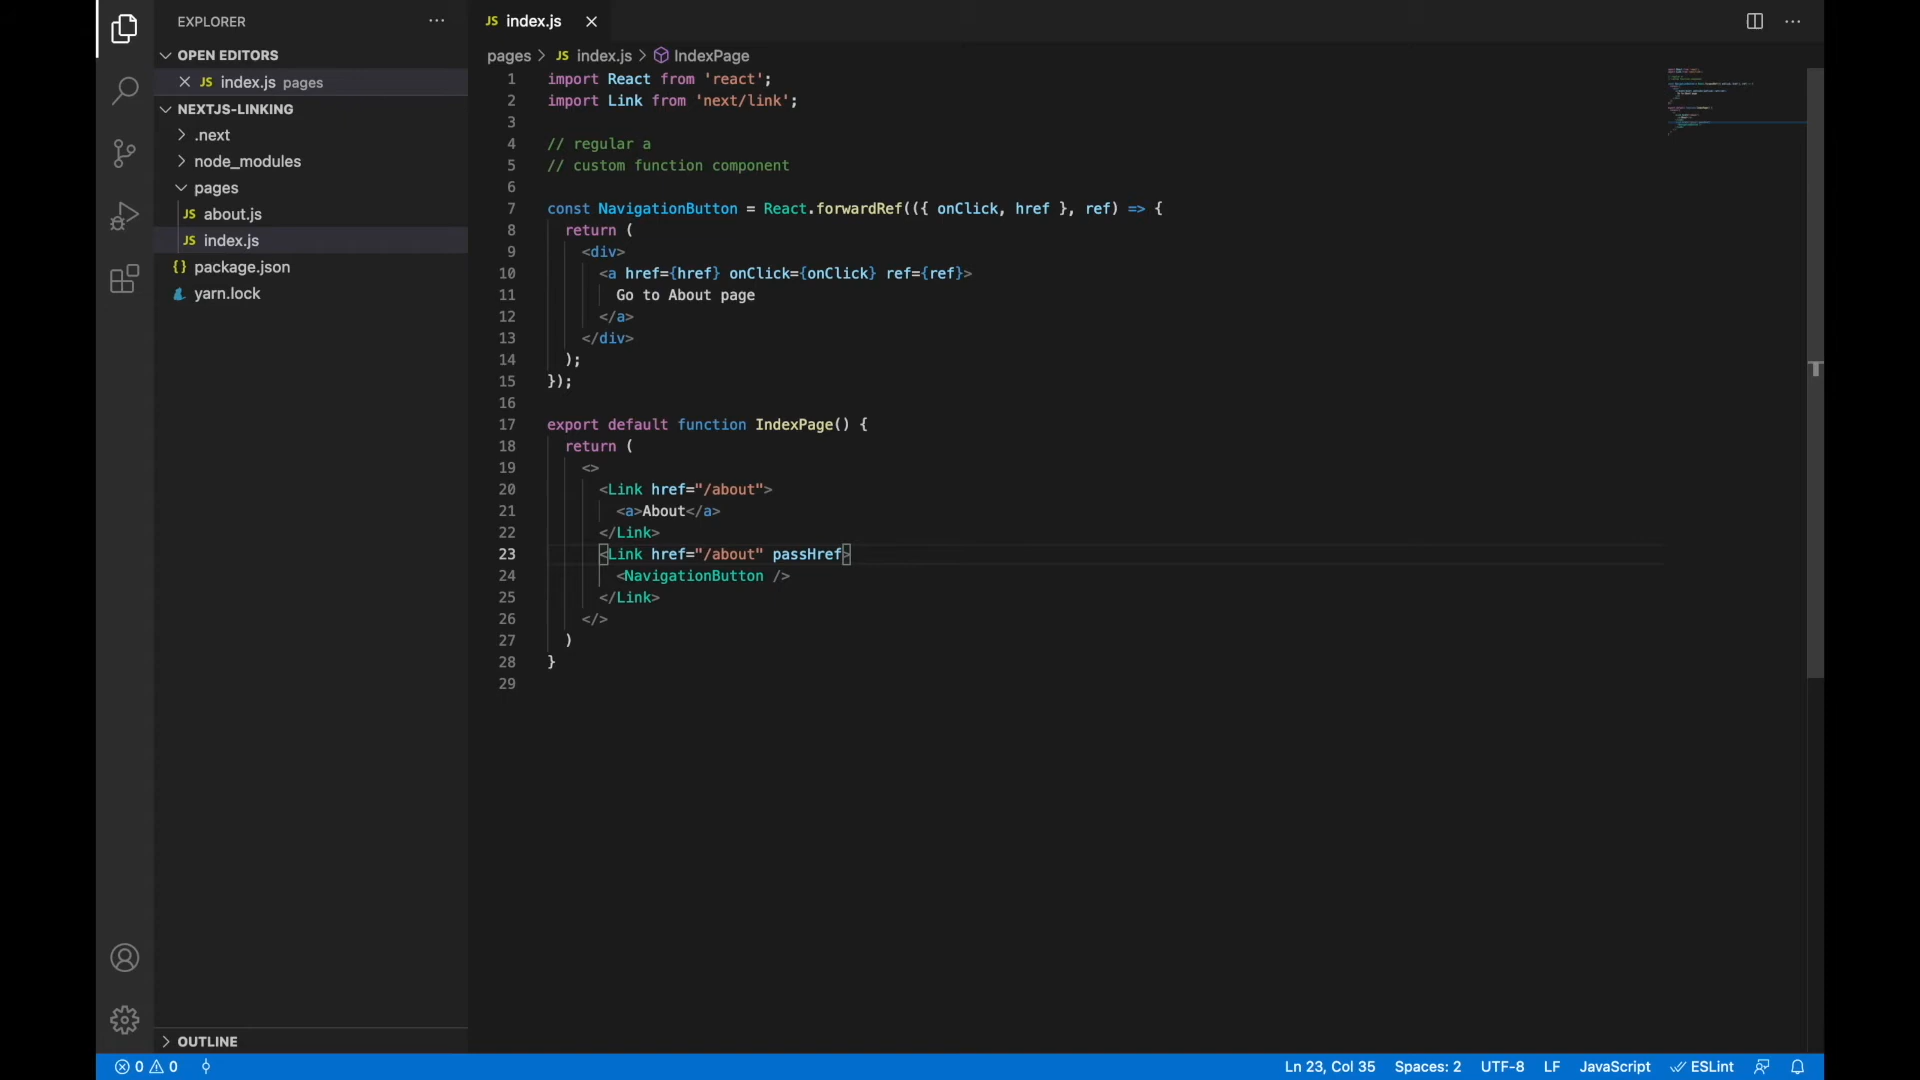 EXPLORER
OPEN EDITORS
JS index.js pages
NEXTJS-LINKING
.next
node_modules
pages
JS about.js
JS index.js
{} package.json
yarn.lock
OUTLINE
JS index.js
pages > JS index.js > IndexPage
1 import React from 'react';
2 import Link from 'next/link';
3
4 // regular a
5 // custom function component
6
7 const NavigationButton = React.forwardRef(({ onClick, href }, ref) => {
8 return (
9 <div>
10 <a href={href} onClick={onClick} ref={ref}>
11 Go to About page
12 </a>
13 </div>
14 );
15 });
16
17 export default function IndexPage() {
18 return (
19 <>
20 <Link href="/about">
21 <a>About</a>
22 </Link>
23 <Link href="/about" passHref>
24 <NavigationButton />
25 </Link>
26 </>
27 )
28 }
29
0 0 Ln 23, Col 35 Spaces: 2 UTF-8 LF JavaScript ESLint